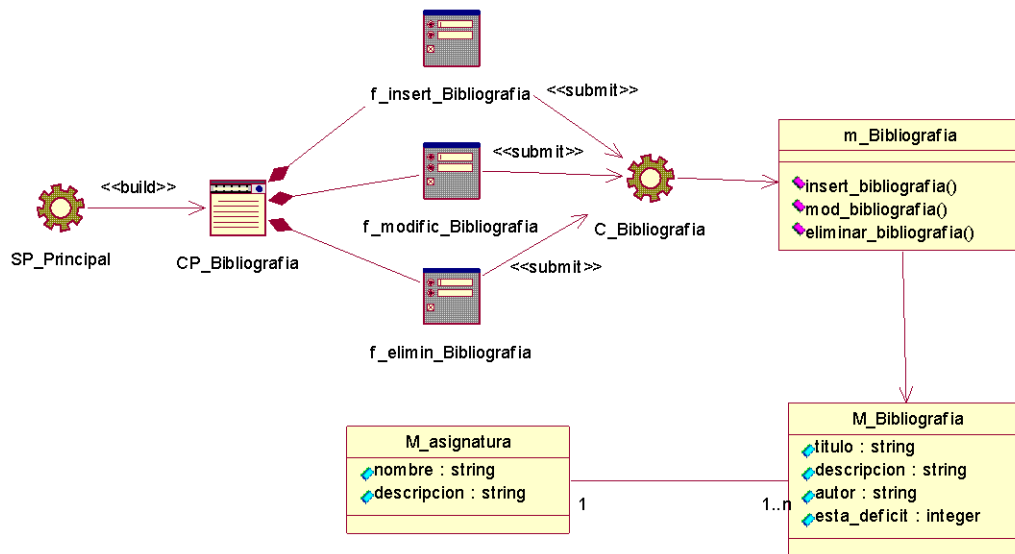 f_insert_Bibliografia
<<submit>>
<<build>>
SP_Principal
CP_Bibliografia
<<submit>>
f_modific_Bibliografia
<<submit>>
f_elimin_Bibliografia
C_Bibliografia
m_Bibliografia
insert_bibliografia()
mod_bibliografia()
eliminar_bibliografia()
M_asignatura
nombre : string
descripcion : string
1
1..n
M_Bibliografia
titulo : string
descripcion : string
autor : string
esta_deficit : integer